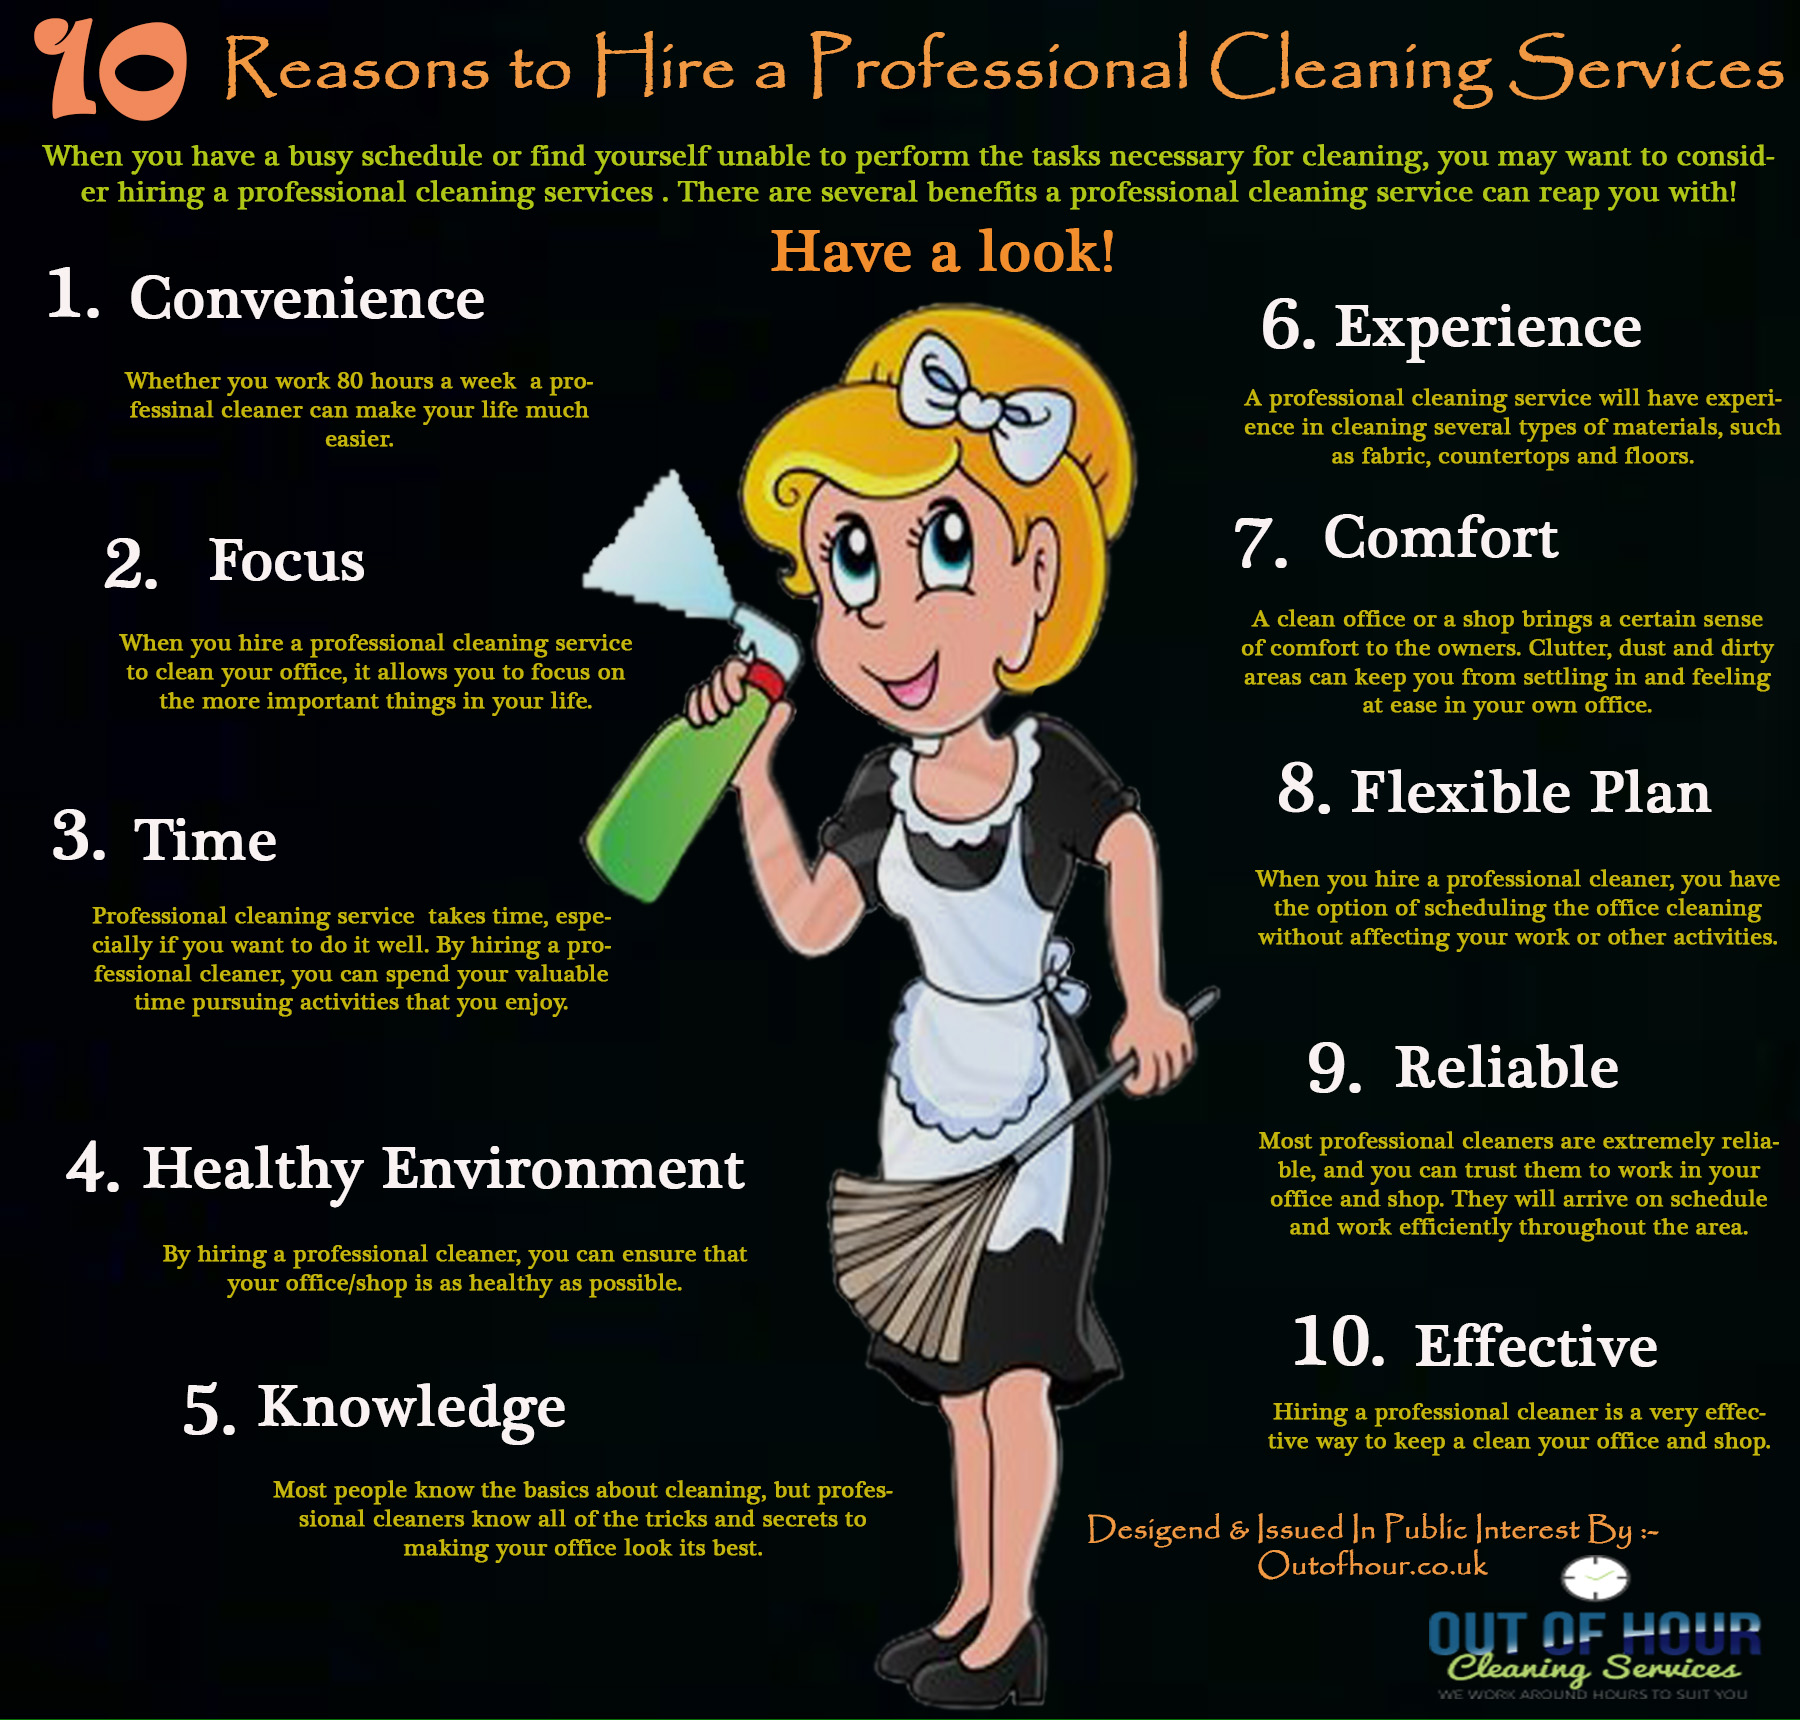 10 Reasons to Hire a Professional Cleaning Services
When you have a busy schedule or find yourself unable to perform the tasks necessary for cleaning, you may want to consid-
er hiring a professional cleaning services . There are several benefits a professional cleaning service can reap you with!
Have a look!
1. Convenience
Whether you work 80 hours a week  a pro-
fessinal cleaner can make your life much
easier.
2. Focus
When you hire a professional cleaning service
to clean your office, it allows you to focus on
the more important things in your life.
3. Time
Professional cleaning service  takes time, espe-
cially if you want to do it well. By hiring a pro-
fessional cleaner, you can spend your valuable
time pursuing activities that you enjoy.
4. Healthy Environment
By hiring a professional cleaner, you can ensure that
your office/shop is as healthy as possible.
5. Knowledge
Most people know the basics about cleaning, but profes-
sional cleaners know all of the tricks and secrets to
making your office look its best.
6. Experience
A professional cleaning service will have experi-
ence in cleaning several types of materials, such
as fabric, countertops and floors.
7. Comfort
A clean office or a shop brings a certain sense
of comfort to the owners. Clutter, dust and dirty
areas can keep you from settling in and feeling
at ease in your own office.
8. Flexible Plan
When you hire a professional cleaner, you have
the option of scheduling the office cleaning
without affecting your work or other activities.
9. Reliable
Most professional cleaners are extremely relia-
ble, and you can trust them to work in your
office and shop. They will arrive on schedule
and work efficiently throughout the area.
10. Effective
Hiring a professional cleaner is a very effec-
tive way to keep a clean your office and shop.
Desigend & Issued In Public Interest By :-
Outofhour.co.uk
OUT OF HOUR
Cleaning Services
WE WORK AROUND HOURS TO SUIT YOU